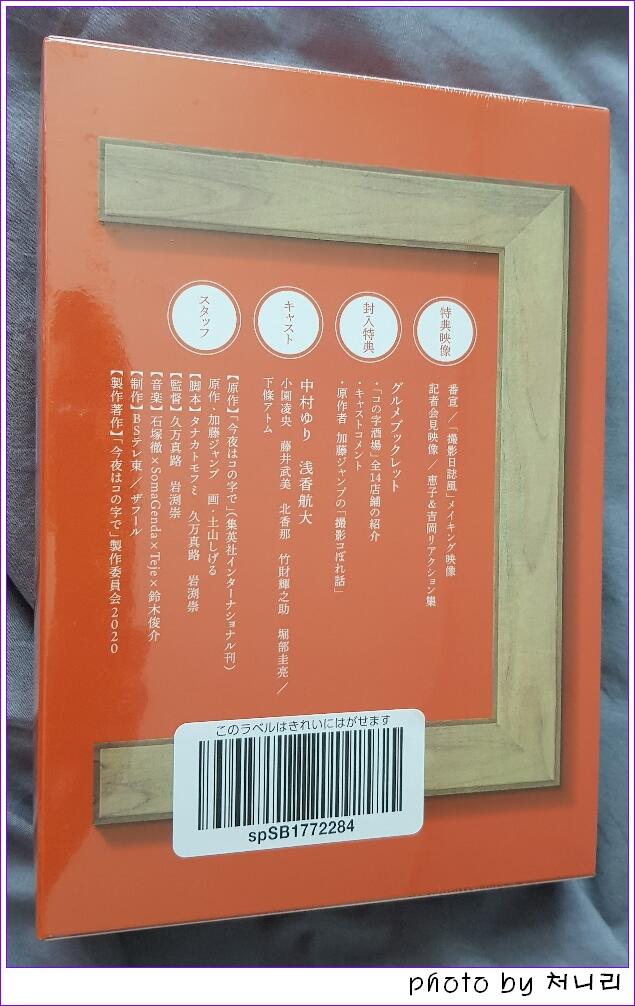 特典映像
番宣／「撮影日誌風」メイキング映像
記者会見映像／恵子＆吉岡リアクション集
封入特典
グルメブックレット
・「コの字酒場」全14店舗の紹介
・キャストコメント
・原作者 加藤ジャンプの「撮影コぼれ話」
キャスト
中村ゆり 浅香航大
小園凌央 藤井武美 北香那 竹財輝之助 堀部圭亮／
下條アトム
スタッフ
【原作】「今夜はコの字で」（集英社インターナショナル刊）
原作・加藤ジャンプ 画・土山しげる
【脚本】タナカトモフミ 久万真路 岩渕崇
【監督】久万真路 岩渕崇
【音楽】石塚徹×SomaGenda×Teje×鈴木俊介
【制作】BSテレ東／ザフール
【製作著作】「今夜はコの字で」製作委員会2020
このラベルはきれいにはがせます
spSB1772284
photo by 처니리